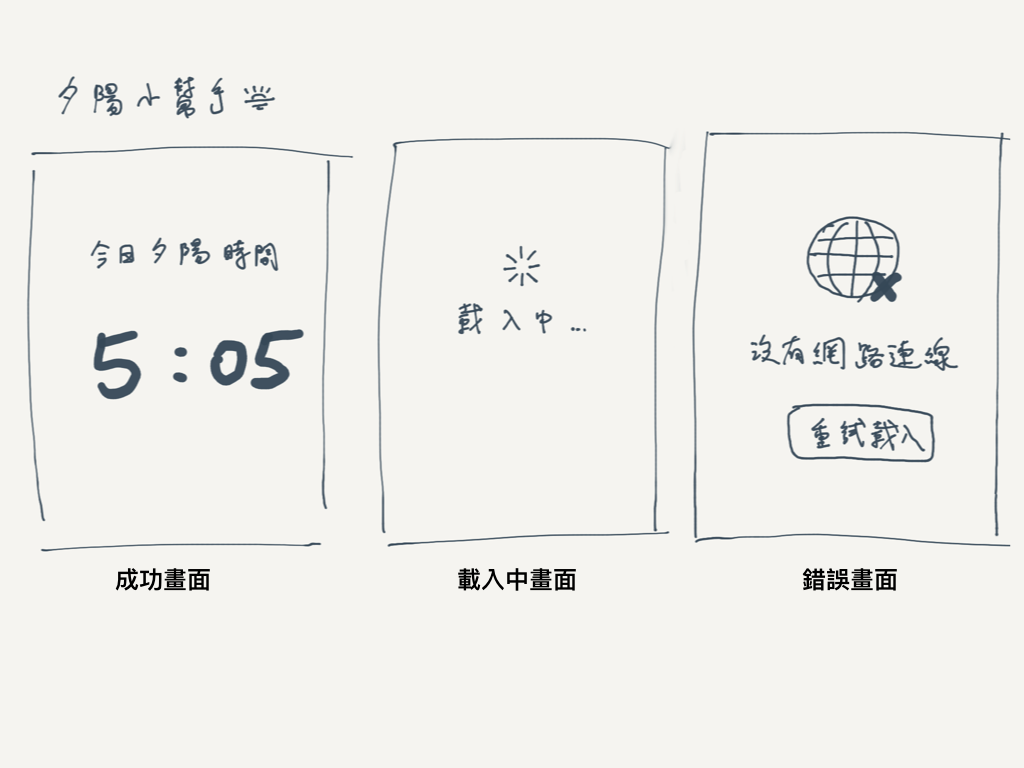 夕陽小幫手
今日夕陽時間
5:05
成功畫面
載入中...
載入中畫面
沒有網路連線
重試載入
錯誤畫面